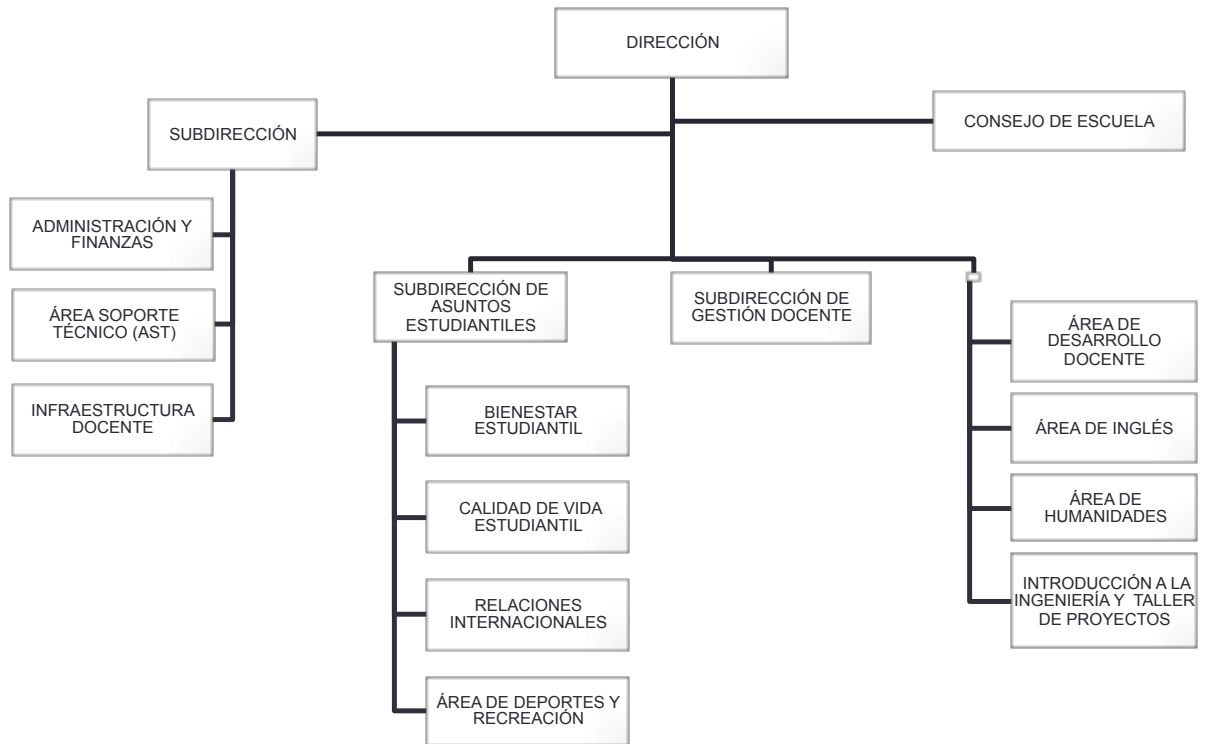 DIRECCIÓN
SUBDIRECCIÓN
CONSEJO DE ESCUELA
ADMINISTRACIÓN Y
FINANZAS
ÁREA SOPORTE
TÉCNICO (AST)
INFRAESTRUCTURA
DOCENTE
SUBDIRECCIÓN DE
ASUNTOS
ESTUDIANTILES
BIENESTAR
ESTUDIANTIL
CALIDAD DE VIDA
ESTUDIANTIL
RELACIONES
INTERNACIONALES
ÁREA DE DEPORTES Y
RECREACIÓN
SUBDIRECCIÓN DE
GESTIÓN DOCENTE
ÁREA DE
DESARROLLO
DOCENTE
ÁREA DE INGLÉS
ÁREA DE
HUMANIDADES
INTRODUCCIÓN A LA
INGENIERÍA Y TALLER
DE PROYECTOS